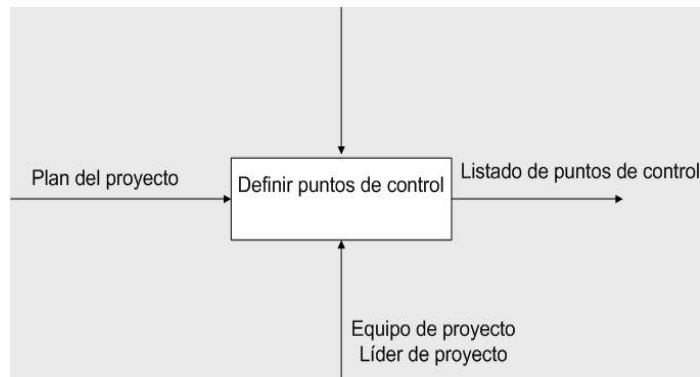 Plan del proyecto
Definir puntos de control
Listado de puntos de control
Equipo de proyecto
Líder de proyecto